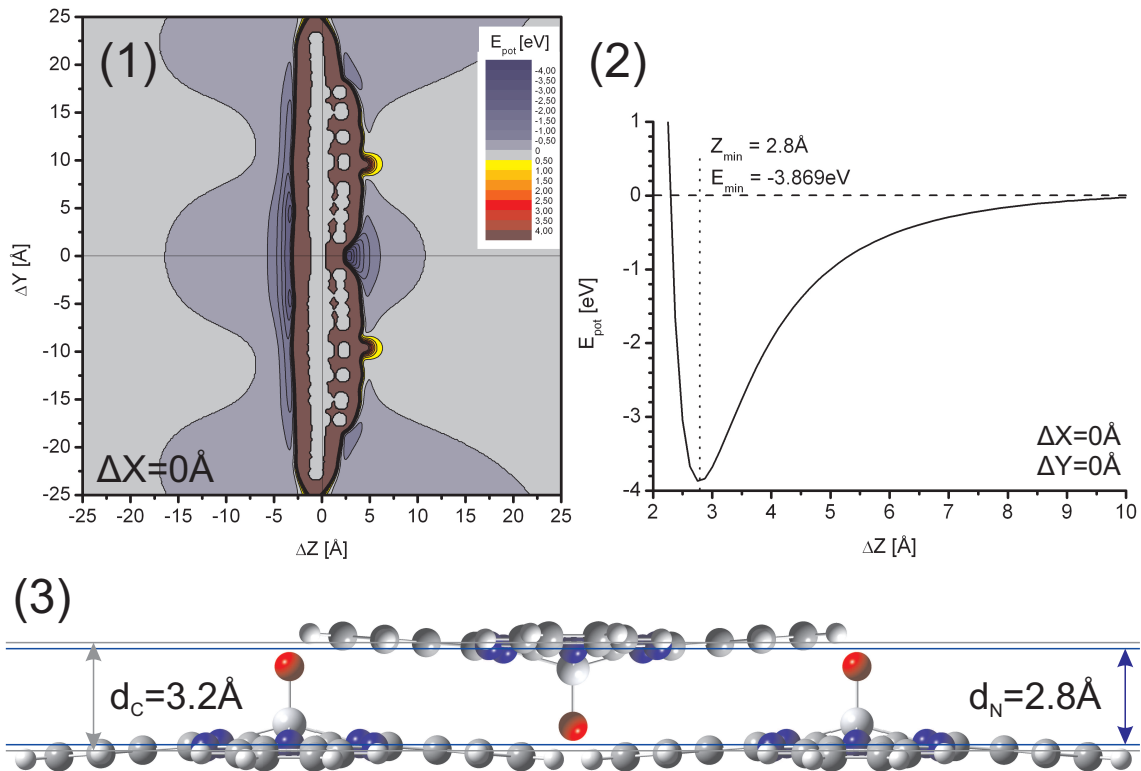 (1)
E_pot [eV]
-4,00
-3,50
-3,00
-2,50
-2,00
-1,50
-1,00
-0,50
0
0,50
1,00
1,50
2,00
2,50
3,00
3,50
4,00
25
20
15
10
5
0
-5
-10
-15
-20
-25
ΔY [Å]
ΔX=0Å
-25 -20 -15 -10 -5 0 5 10 15 20 25
ΔZ [Å]
(2)
Z_min = 2.8Å
E_min = -3.869eV
1
0
-1
-2
-3
-4
E_pot [eV]
ΔX=0Å
ΔY=0Å
2 3 4 5 6 7 8 9 10
ΔZ [Å]
(3)
d_C=3.2Å
d_N=2.8Å